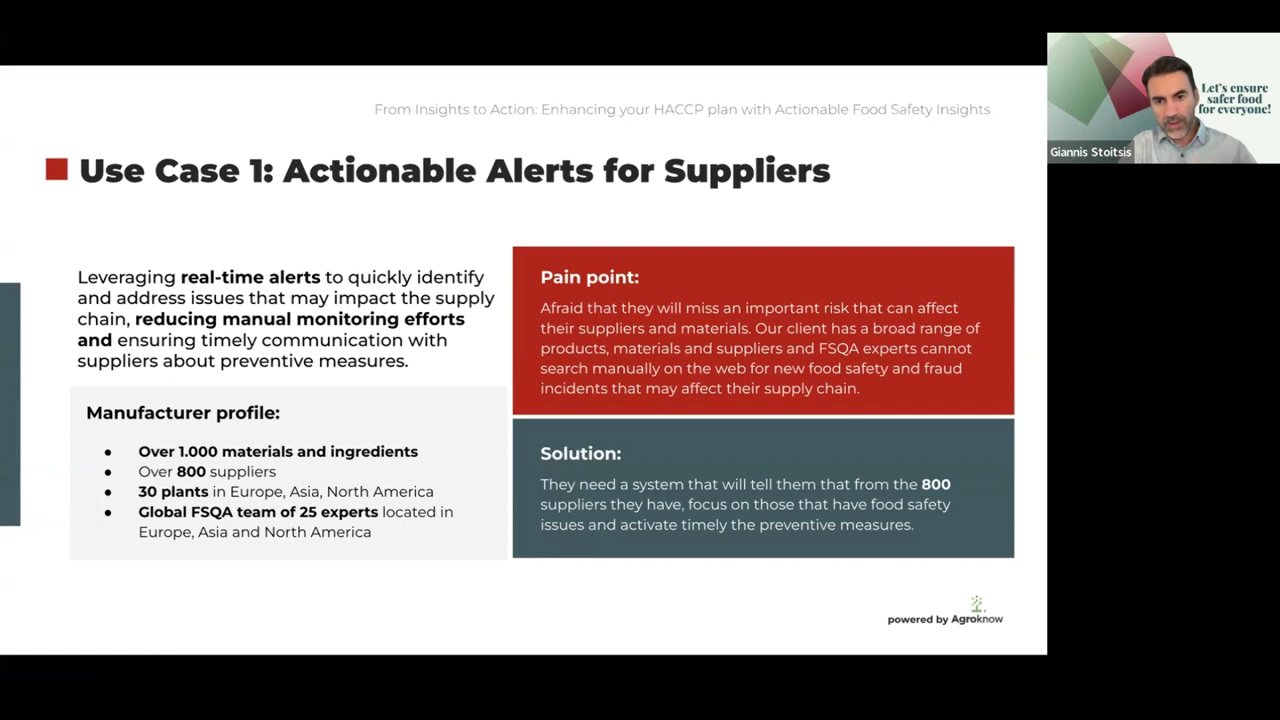 From Insights to Action: Enhancing your HACCP plan with Actionable Food Safety Insights
Use Case 1: Actionable Alerts for Suppliers
Leveraging real-time alerts to quickly identify
and address issues that may impact the supply
chain, reducing manual monitoring efforts
and ensuring timely communication with
suppliers about preventive measures.
Manufacturer profile:
● Over 1.000 materials and ingredients
● Over 800 suppliers
● 30 plants in Europe, Asia, North America
● Global FSQA team of 25 experts located in
Europe, Asia and North America
Pain point:
Afraid that they will miss an important risk that can affect
their suppliers and materials. Our client has a broad range of
products, materials and suppliers and FSQA experts cannot
search manually on the web for new food safety and fraud
incidents that may affect their supply chain.
Solution:
They need a system that will tell them that from the 800
suppliers they have, focus on those that have food safety
issues and activate timely the preventive measures.
powered by Agroknow
Let's ensure
safer food
for everyone!
Giannis Stoitsis